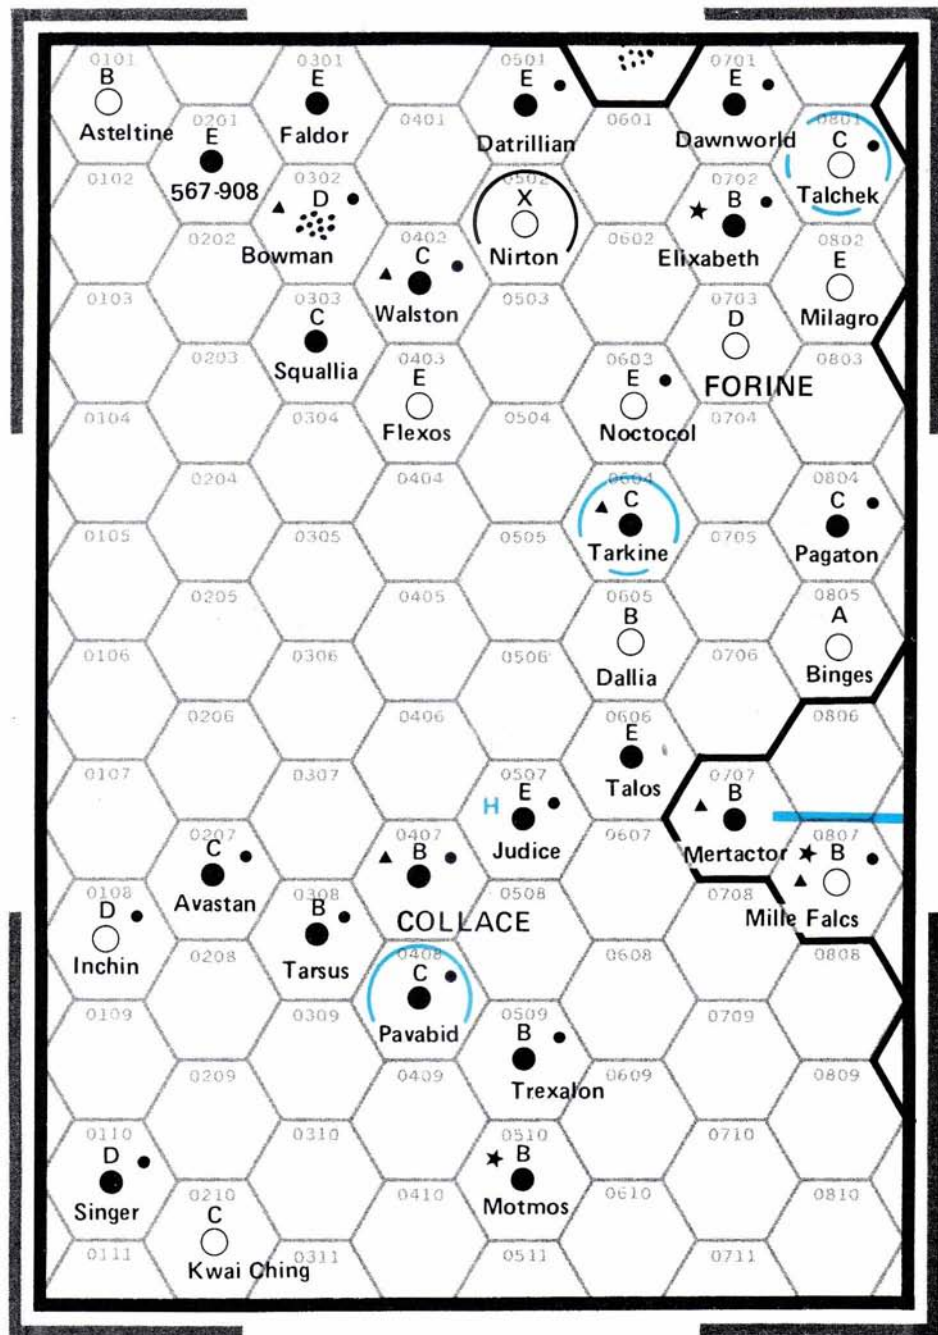 0101
B
Asteltine
0201
E
567-908
0301
E
Faldor
0401
0501
E
Datrillian
0601
0701
E
Dawnworld
0801
C
Talchek
0102
0202
0302
D
Bowman
0402
C
Walston
0502
X
Nirton
0602
0702
B
Elixabeth
0802
E
Milagro
0103
0203
0303
C
Squallia
0403
E
Flexos
0503
0603
E
Noctocol
0703
D
FORINE
0803
0104
0204
0304
0404
0504
0604
C
Tarkine
0704
0804
C
Pagaton
0105
0205
0305
0405
0505
0605
B
Dallia
0705
0805
A
Binges
0106
0206
0306
0406
0506
0606
E
Talos
0706
0806
0107
0207
C
Avastan
0307
0407
B
COLLACE
0507
H
E
Judice
0607
0707
B
Mertactor
0807
B
Mille Falcs
0108
D
Inchin
0208
0308
B
Tarsus
0408
C
Pavabid
0508
0608
0708
0808
0109
0209
0309
0409
0509
B
Trexalon
0609
0709
0809
0110
D
Singer
0210
C
Kwai Ching
0310
0410
0510
B
Motmos
0610
0710
0810
0111
0311
0511
0711